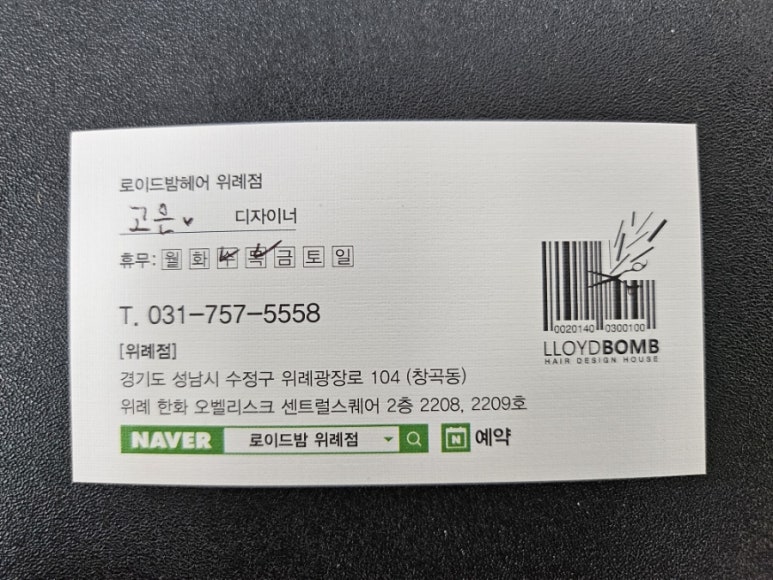 로이드밤헤어 위례점
고은 디자이너
휴무: 월 화 수 목 금 토 일
T. 031-757-5558
[위례점]
경기도 성남시 수정구 위례광장로 104 (창곡동)
위례 한화 오벨리스크 센트럴스퀘어 2층 2208, 2209호
NAVER 로이드밤 위례점 N 예약
0020140 0300100
LLOYDBOMB
HAIR DESIGN HOUSE